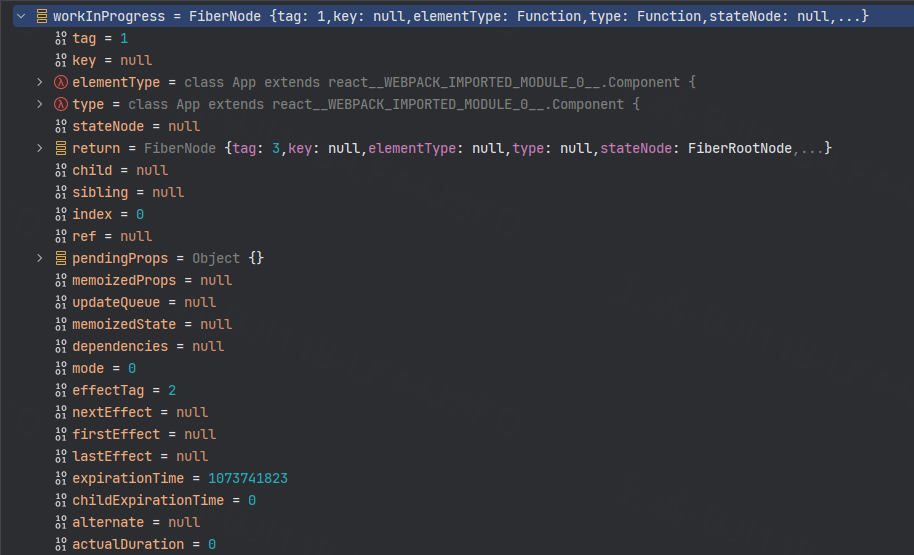 workInProgress = FiberNode {tag: 1,key: null,elementType: Function,type: Function,stateNode: null,...}
tag = 1
key = null
elementType = class App extends react__WEBPACK_IMPORTED_MODULE_0__.Component {
type = class App extends react__WEBPACK_IMPORTED_MODULE_0__.Component {
stateNode = null
return = FiberNode {tag: 3,key: null,elementType: null,type: null,stateNode: FiberRootNode,...}
child = null
sibling = null
index = 0
ref = null
pendingProps = Object {}
memoizedProps = null
updateQueue = null
memoizedState = null
dependencies = null
mode = 0
effectTag = 2
nextEffect = null
firstEffect = null
lastEffect = null
expirationTime = 1073741823
childExpirationTime = 0
alternate = null
actualDuration = 0